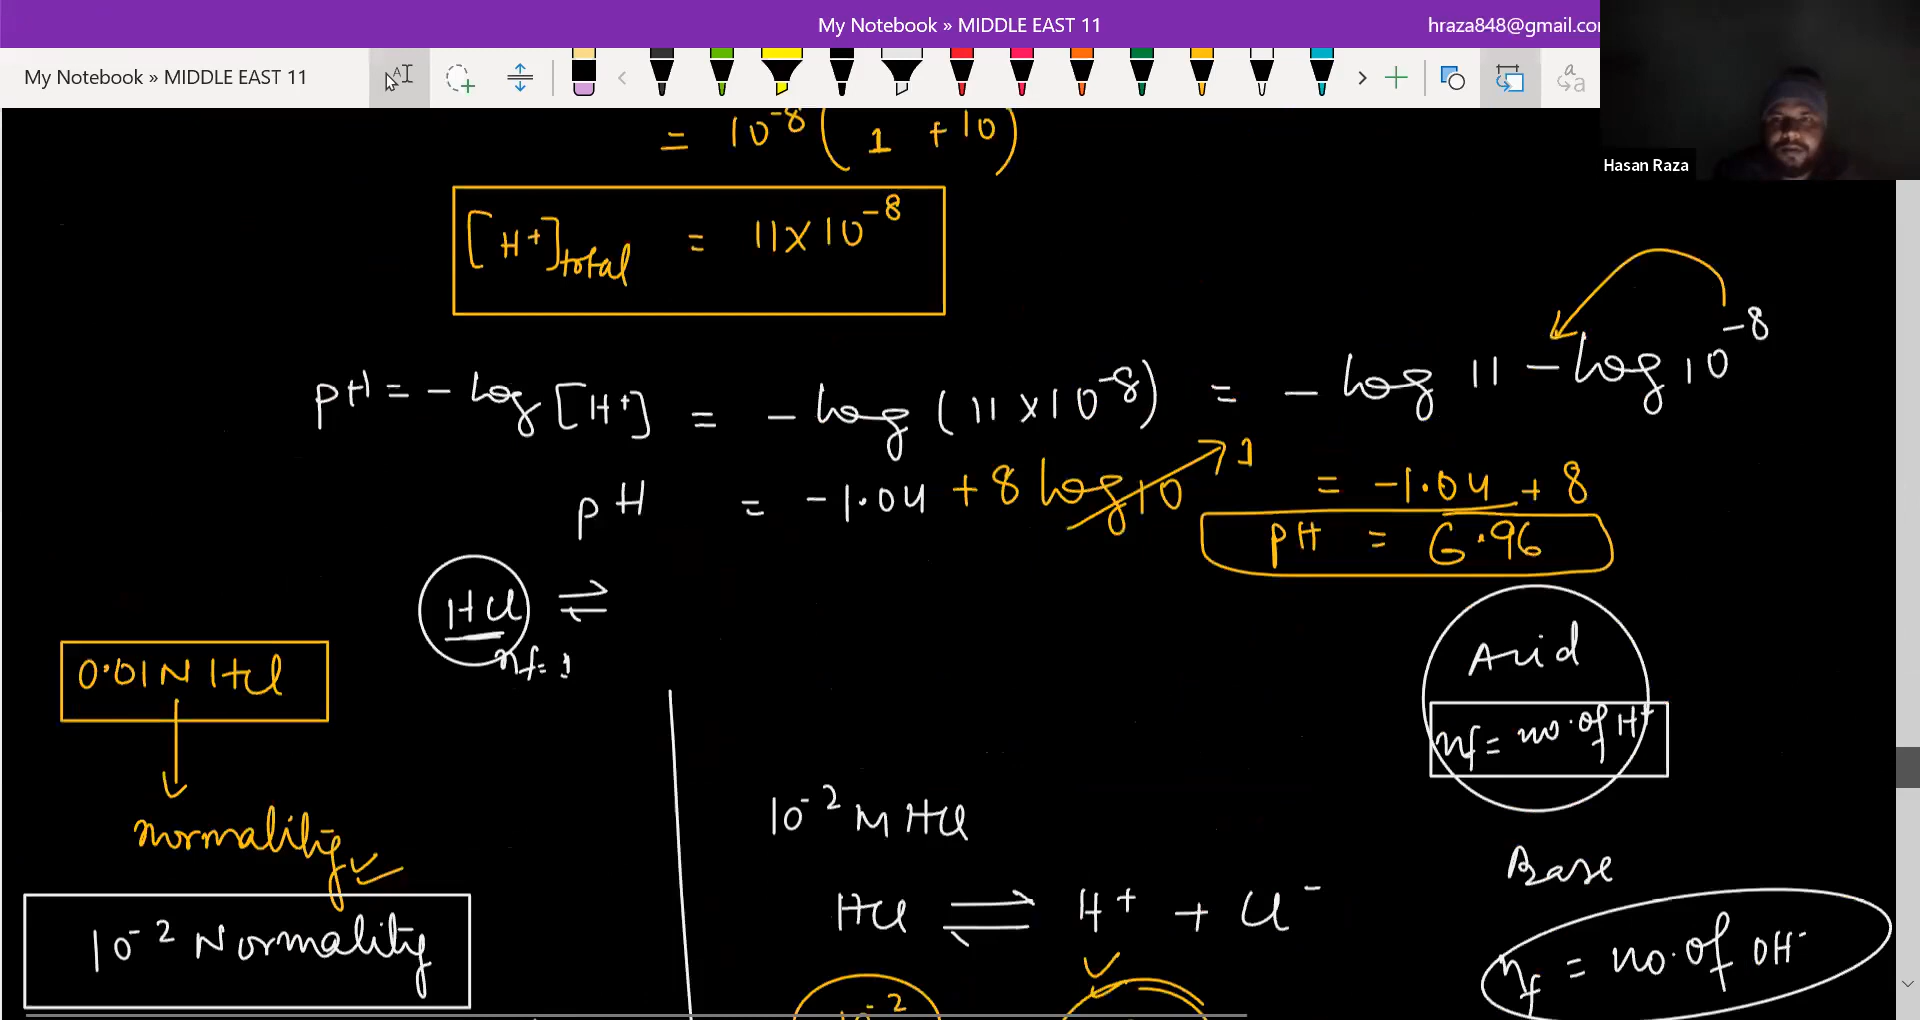 My Notebook » MIDDLE EAST 11
hraza848@gmail.co
My Notebook » MIDDLE EAST 11
Hasan Raza
= 10⁻⁸ ( 1 + 10 )
[H⁺]total = 11 × 10⁻⁸
pH = - log [H⁺] = - log (11 × 10⁻⁸) = - log 11 - log 10⁻⁸
pH = -1.04 + 8 log 10 1 = -1.04 + 8
pH = 6.96
HCl ⇌
nf = 1
0.01 N HCl
Acid
nf = no. of H⁺
normality
10⁻² M HCl
Base
10⁻² Normality
HCl ⇌ H⁺ + Cl⁻
nf = no. of OH⁻
10⁻²